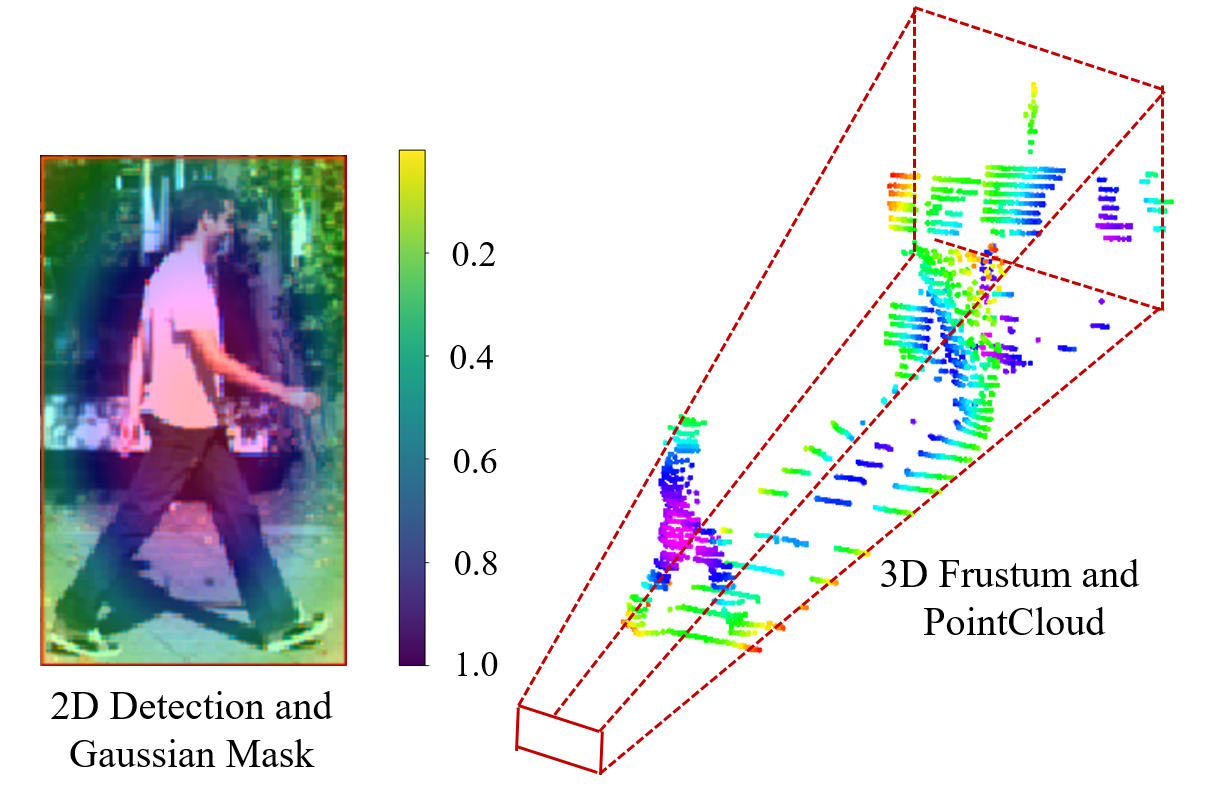 0.2
0.4
0.6
0.8
1.0
2D Detection and
Gaussian Mask
3D Frustum and
PointCloud